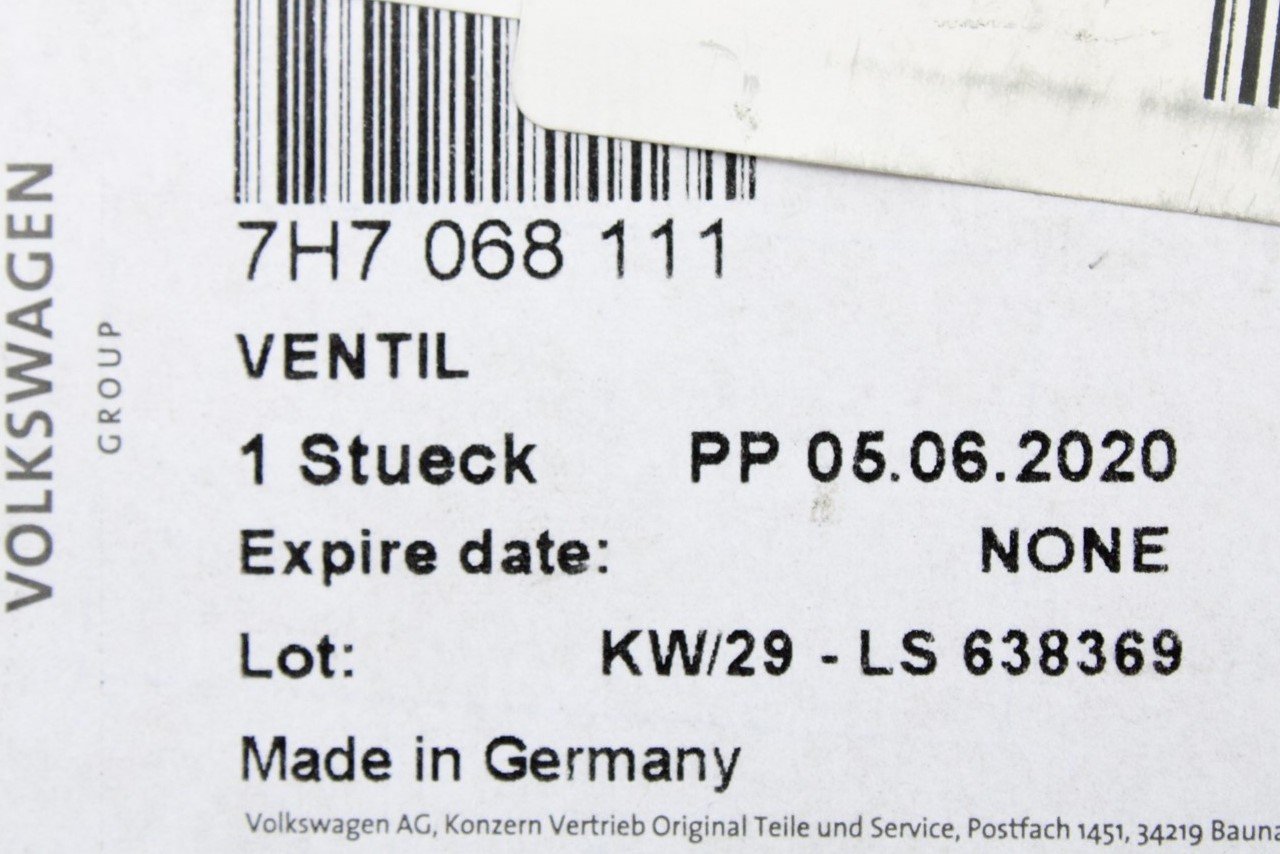 VOLKSWAGEN
GROUP
7H7 068 111
VENTIL
1 Stueck PP 05.06.2020
Expire date: NONE
Lot: KW/29 - LS 638369
Made in Germany
Volkswagen AG, Konzern Vertrieb Original Teile und Service, Postfach 1451, 34219